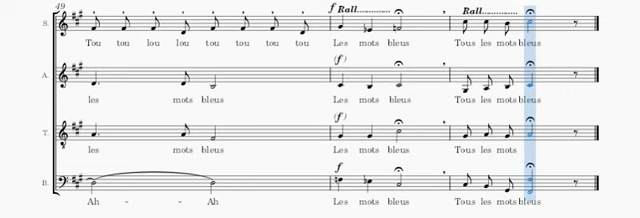 49
f Rall.............. Rall..............
S. Tou tou lou lou tou tou tou tou Les mots bleus Tous les mots bleus
(f)
A. les mots bleus Les mots bleus Tous les mots bleus
(f)
T. les mots bleus Les mots bleus Tous les mots bleus
f
B. Ah - - Ah Les mots bleus Tous les mots bleus